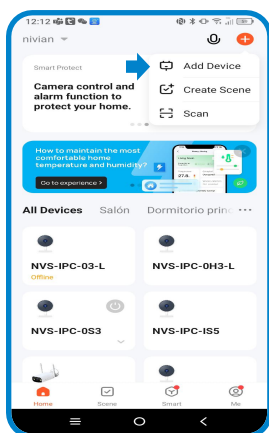 12:12
nivian
Smart Protect
Camera control and
alarm function to
protect your home.
Add Device
Create Scene
Scan
How to maintain the most
comfortable home
temperature and humidity?
Go to experience >
All Devices Salón Dormitorio prin
NVS-IPC-03-L
Offline
NVS-IPC-0H3-L
NVS-IPC-0S3
NVS-IPC-IS5
Home Scene Smart Me